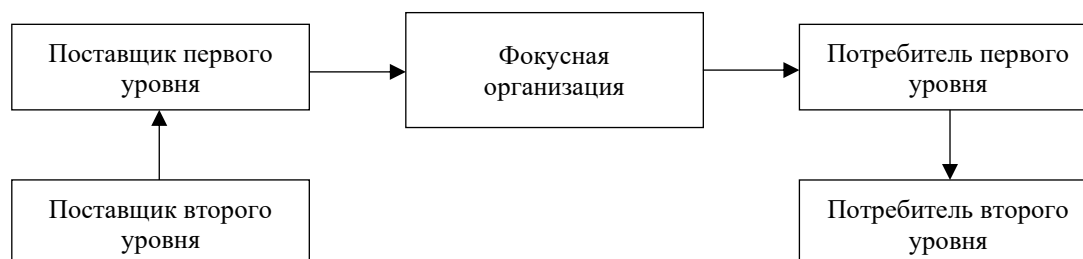 Поставщик первого
уровня
Фокусная
организация
Потребитель первого
уровня
Поставщик второго
уровня
Потребитель второго
уровня